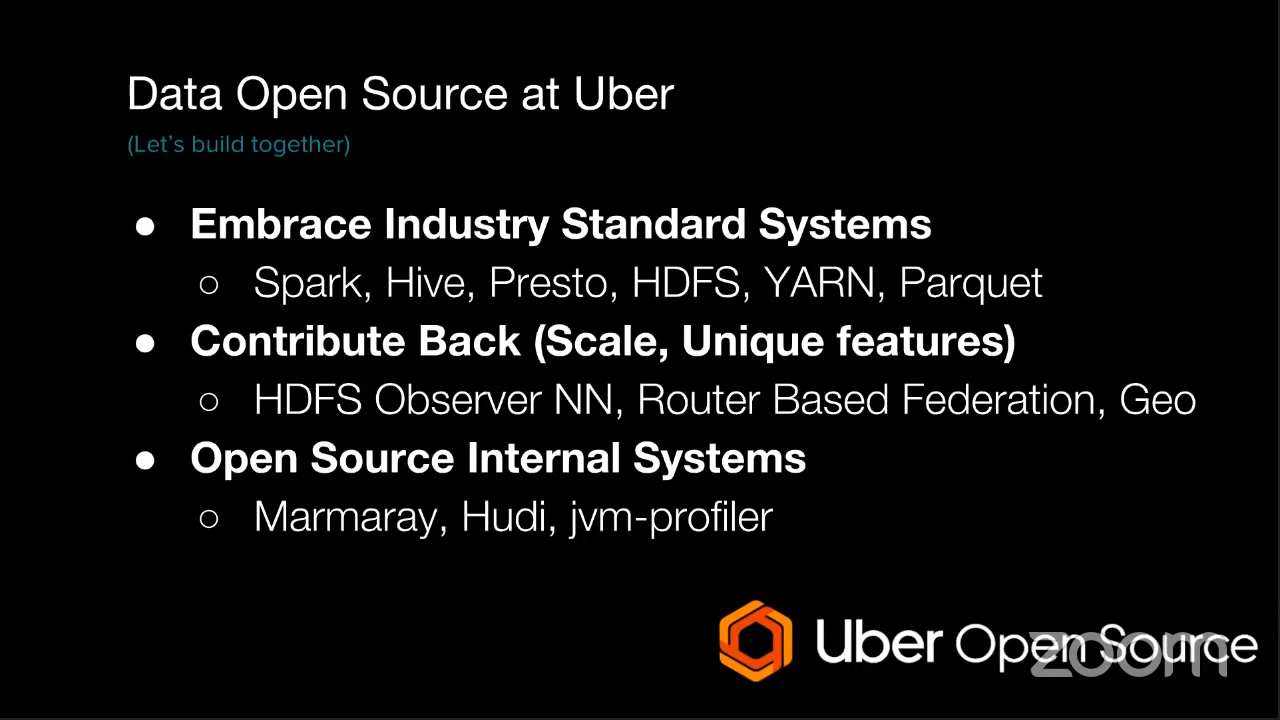 Data Open Source at Uber
(Let's build together)
● Embrace Industry Standard Systems
○ Spark, Hive, Presto, HDFS, YARN, Parquet
● Contribute Back (Scale, Unique features)
○ HDFS Observer NN, Router Based Federation, Geo
● Open Source Internal Systems
○ Marmaray, Hudi, jvm-profiler
Uber Open Source
zoom